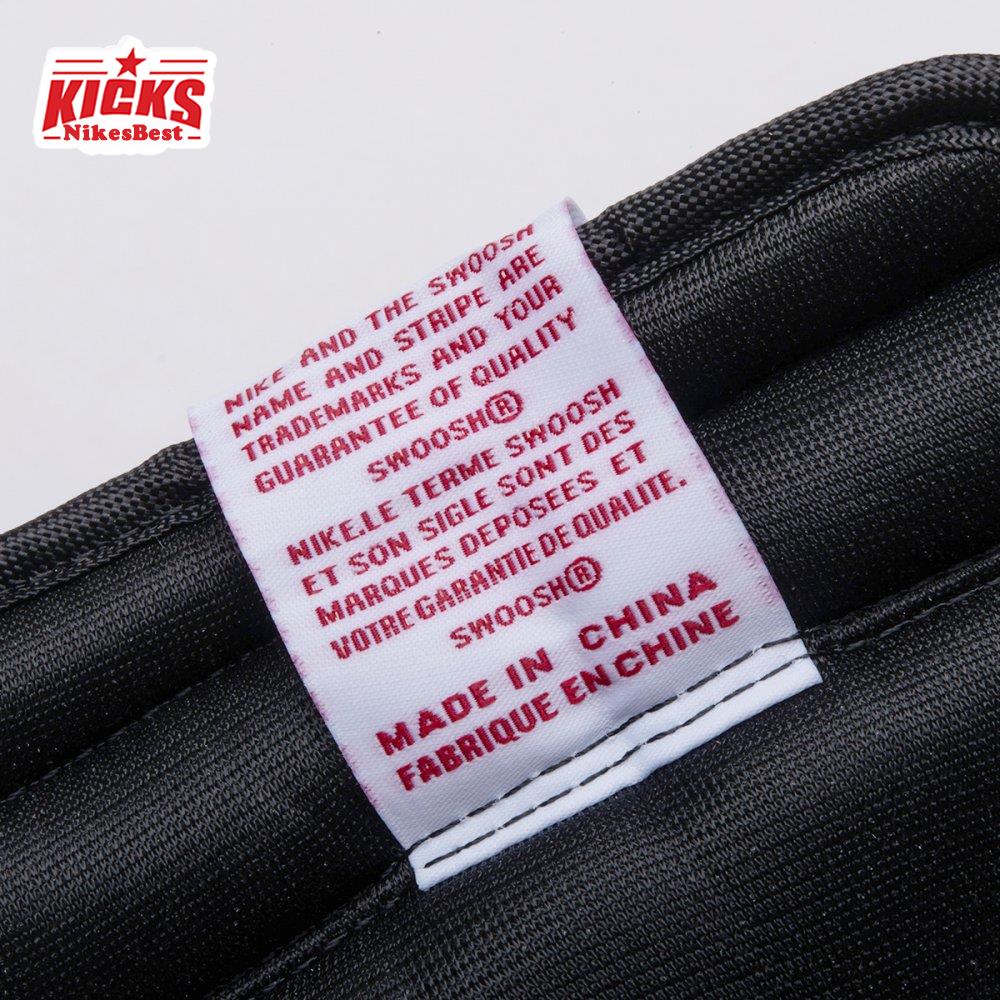 KICKS
NikesBest
NIKE AND THE SWOOSH
NAME AND STRIPE ARE
TRADEMARKS AND YOUR
GUARANTEE OF QUALITY
SWOOSH®
NIKE.LE TERME SWOOSH
ET SON SIGLE SONT DES
MARQUES DEPOSEES ET
VOTRE GARANTIE DE QUALITE.
SWOOSH®
MADE IN CHINA
FABRIQUE EN CHINE